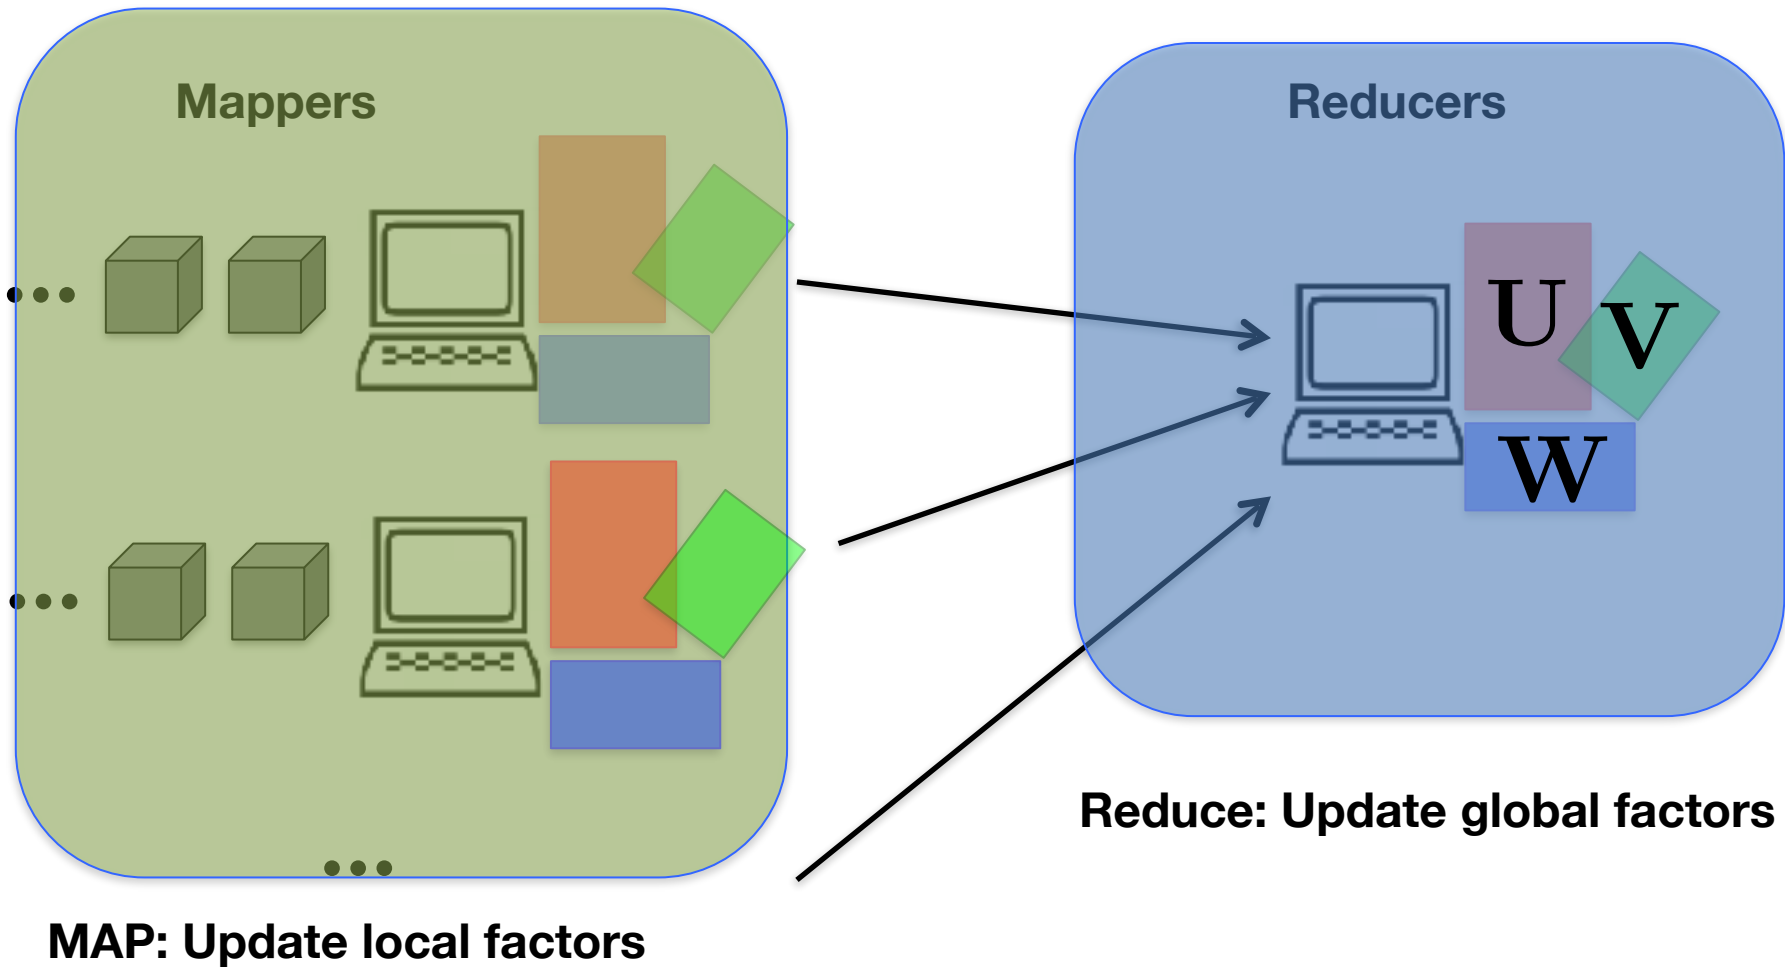 Mappers
Reducers
U
V
W
Reduce: Update global factors
MAP: Update local factors